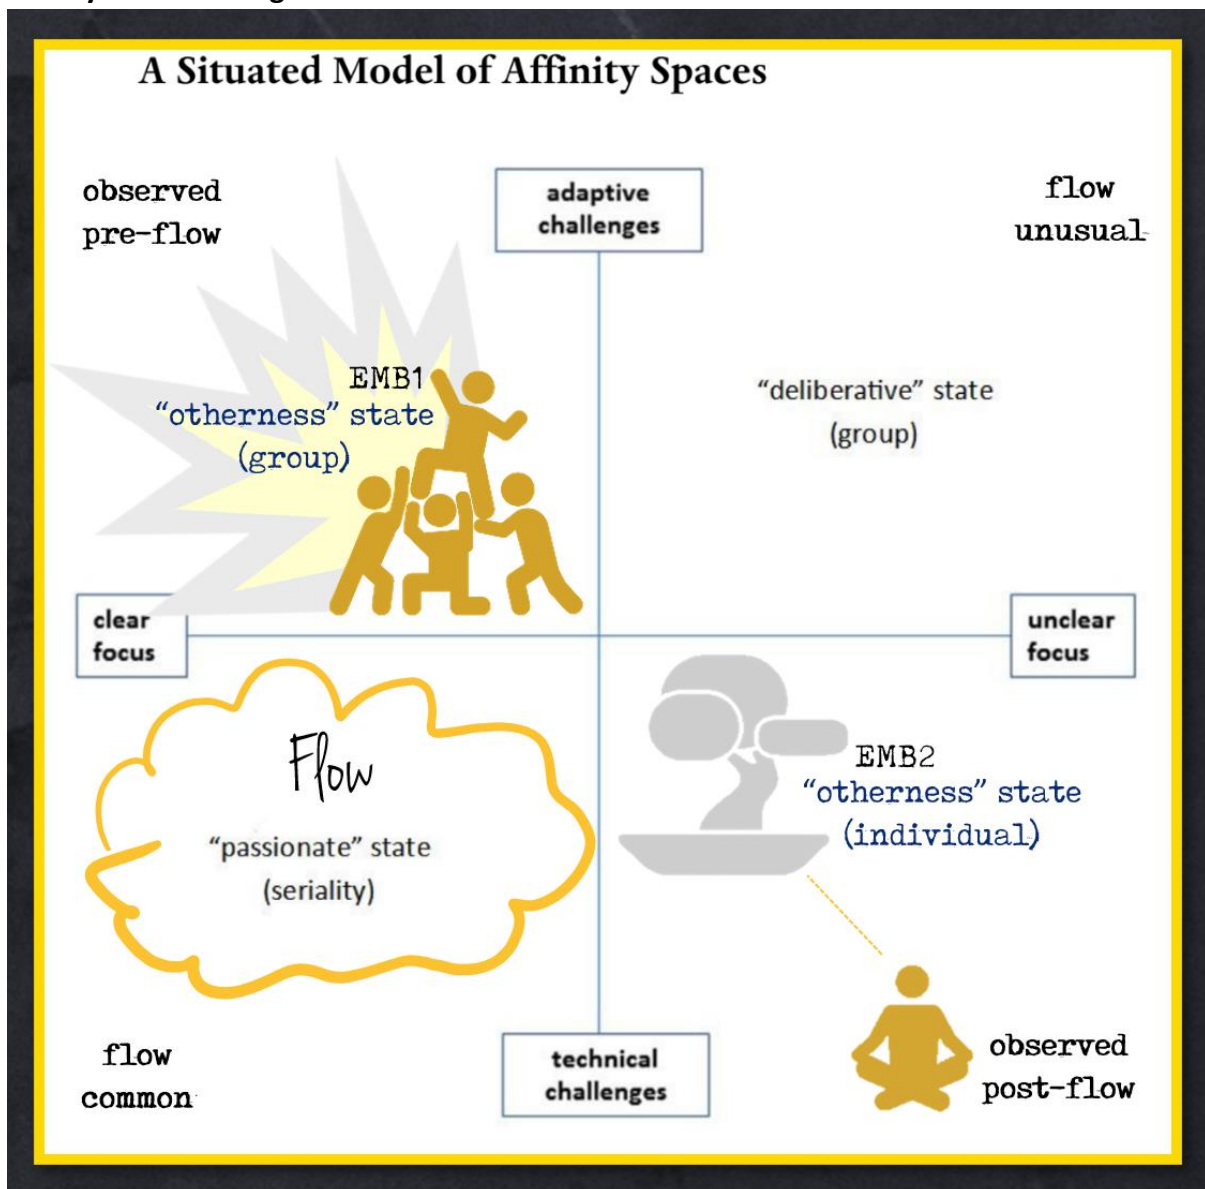 A Situated Model of Affinity Spaces
observed
pre-flow
adaptive
challenges
flow
unusual
EMB1
“otherness” state
(group)
“deliberative” state
(group)
clear
focus
unclear
focus
Flow
“passionate” state
(seriality)
EMB2
“otherness” state
(individual)
flow
common
technical
challenges
observed
post-flow